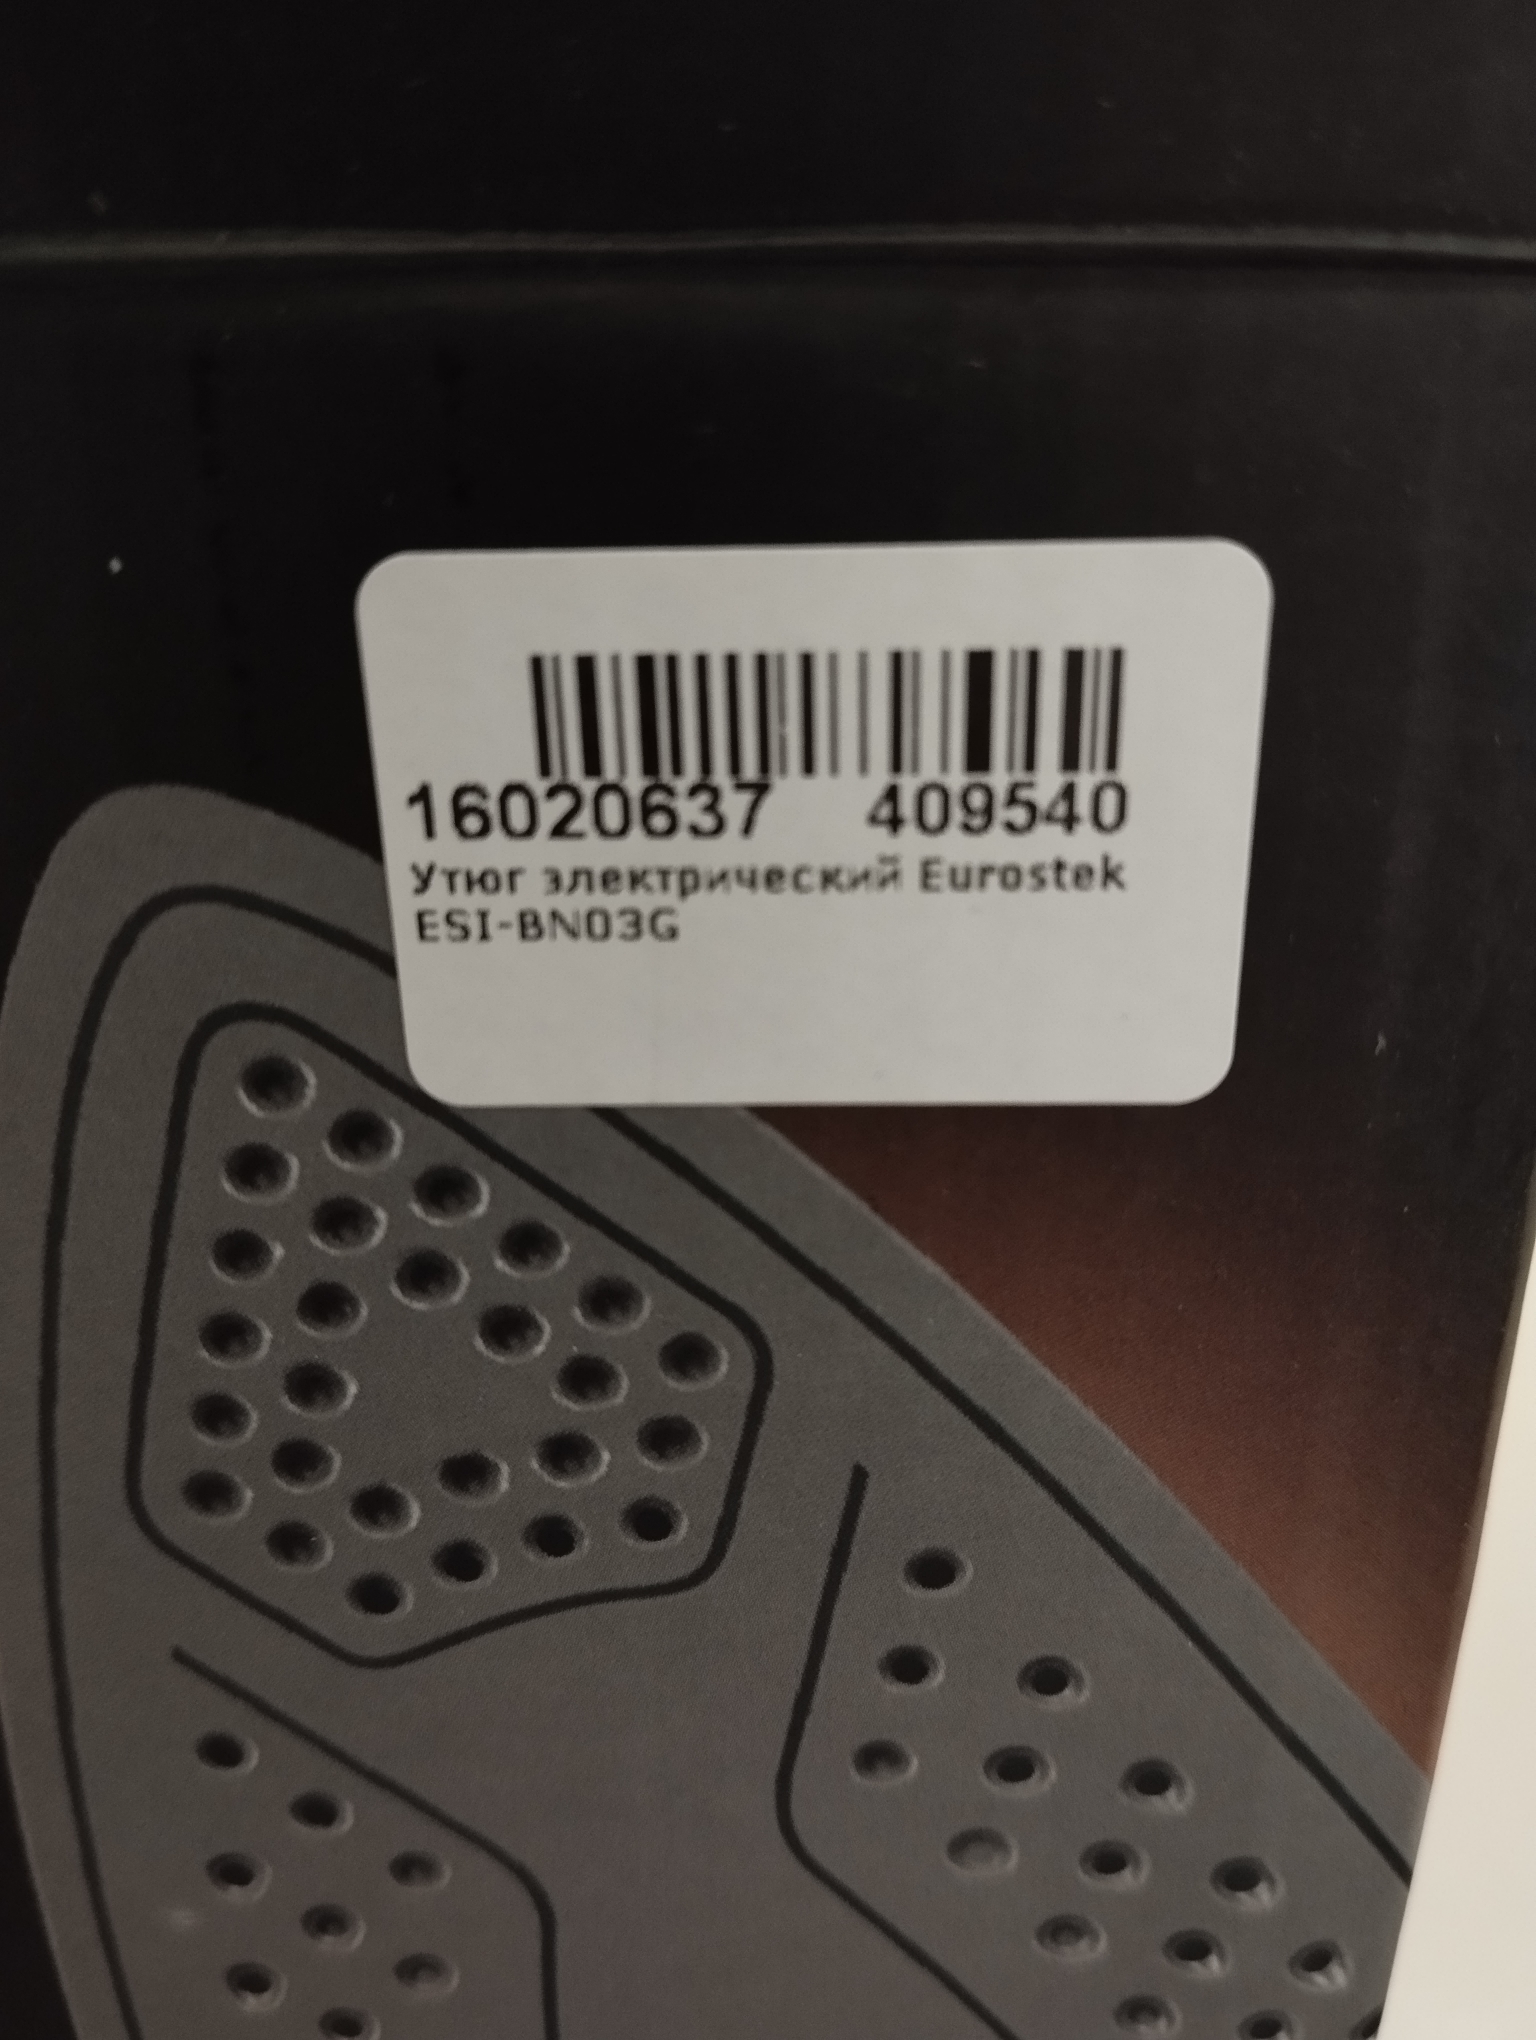 16020637 409540
Утюг электрический Eurostek
ESI-BN03G